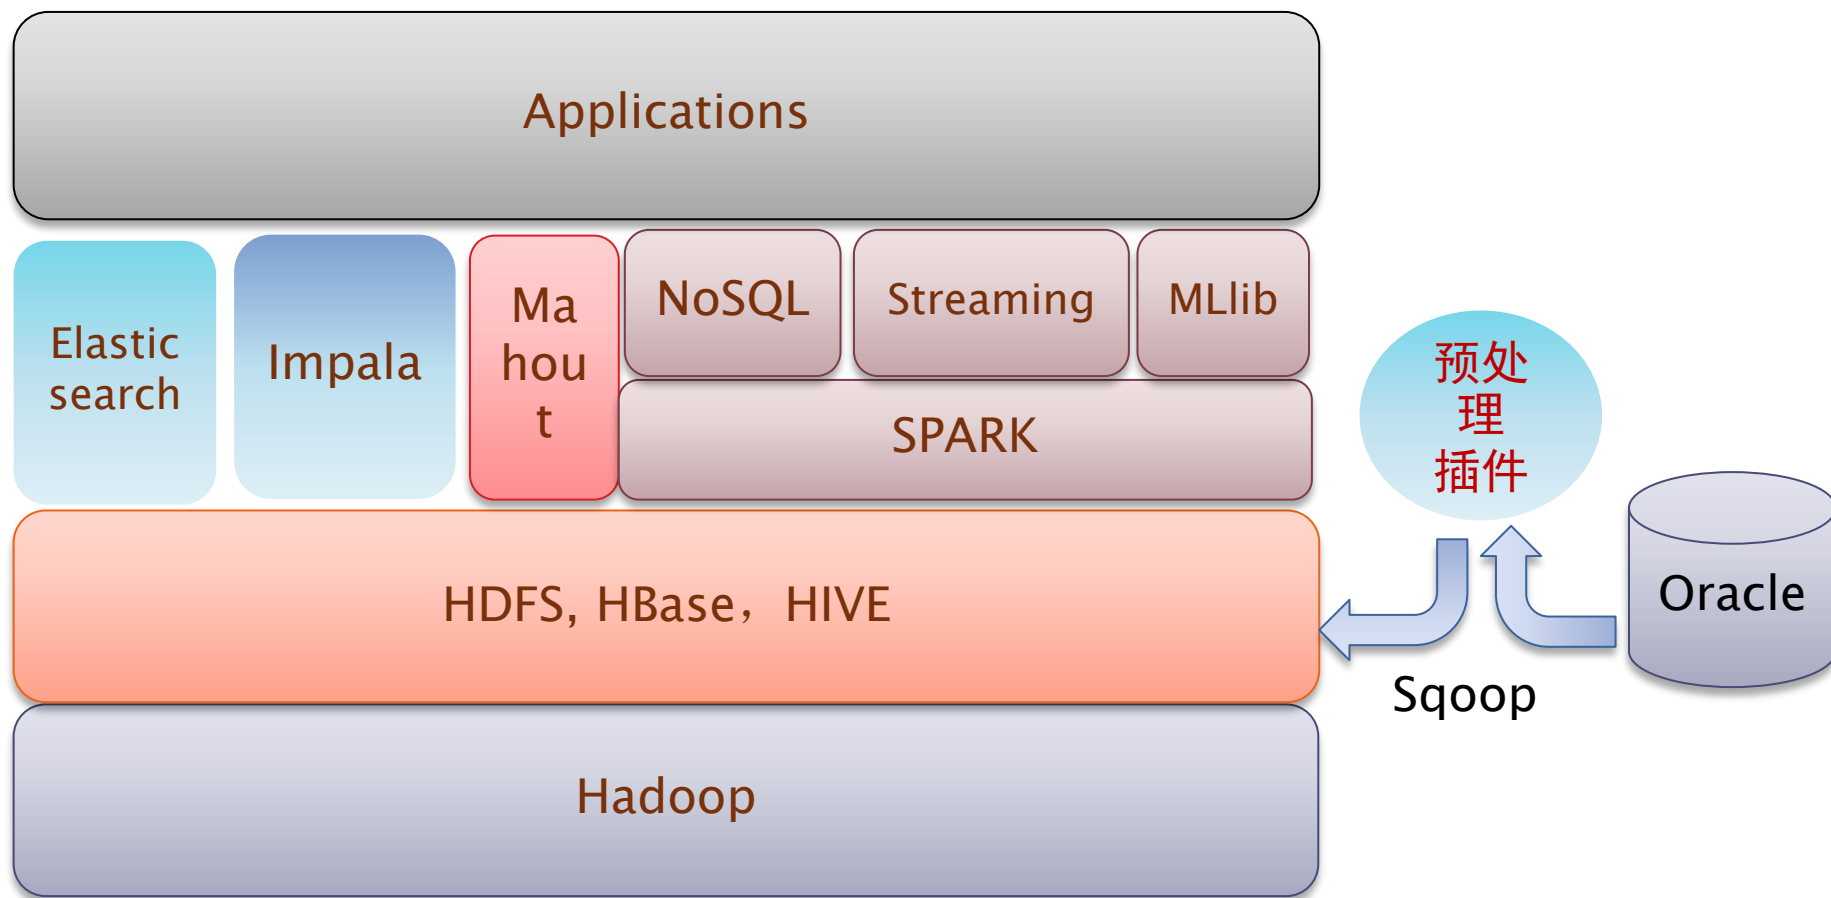 Applications
Elastic
search
Impala
Ma
hou
t
NoSQL
Streaming
MLlib
SPARK
预处
理
插件
HDFS, HBase，HIVE
Oracle
Sqoop
Hadoop